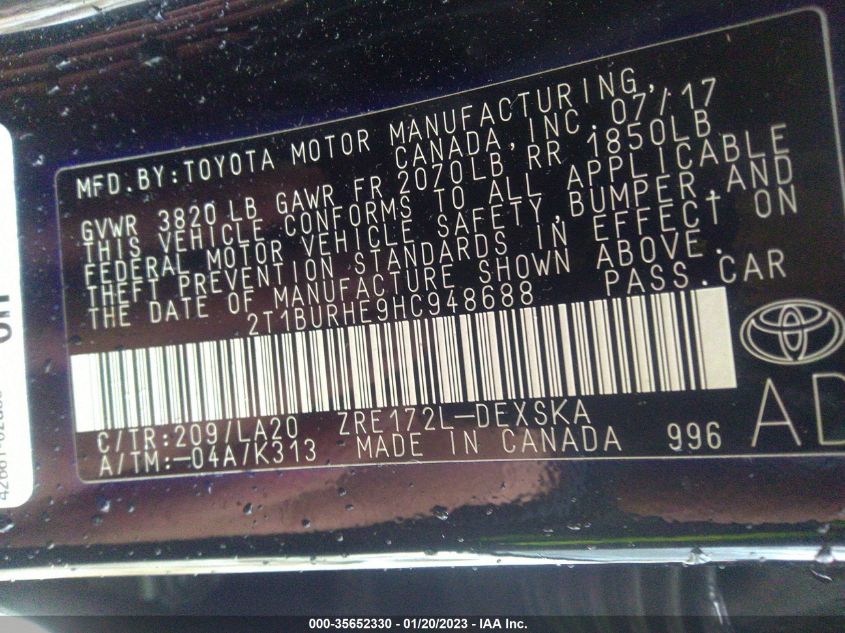 MFD.BY:TOYOTA MOTOR MANUFACTURING,
CANADA,INC. 07/17
GVWR 3820 LB GAWR FR 2070LB RR 1850LB
THIS VEHICLE CONFORMS TO ALL APPLICABLE
FEDERAL MOTOR VEHICLE SAFETY,BUMPER,AND
THEFT PREVENTION STANDARDS IN EFFECT ON
THE DATE OF MANUFACTURE SHOWN ABOVE.
2T1BURHE9HC948688 PASS.CAR
C/TR:209/LA20 ZRE172L-DEXSKA
A/TM:-04A/K313 MADE IN CANADA 996
AD
000-35652330 - 01/20/2023 - IAA Inc.